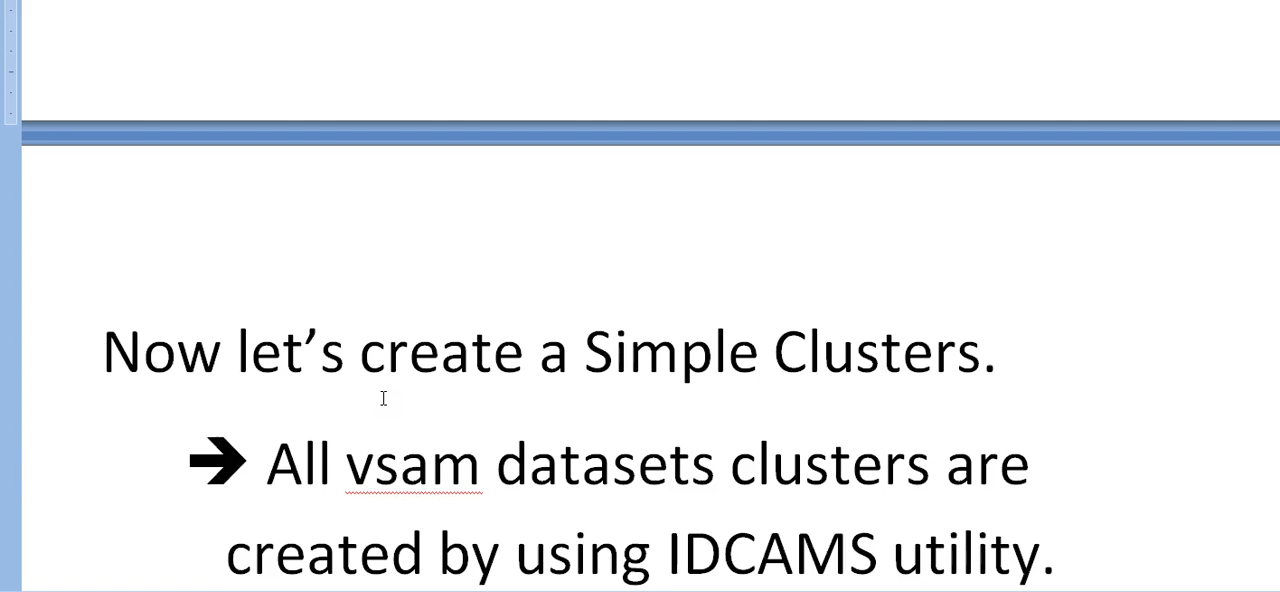 Now let’s create a Simple Clusters.
➔ All vsam datasets clusters are
created by using IDCAMS utility.